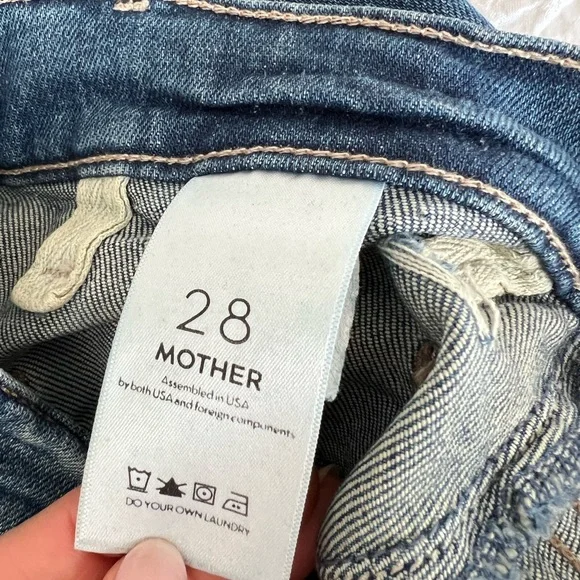 28
MOTHER
Assembled in USA
by both USA and foreign components
DO YOUR OWN LAUNDRY